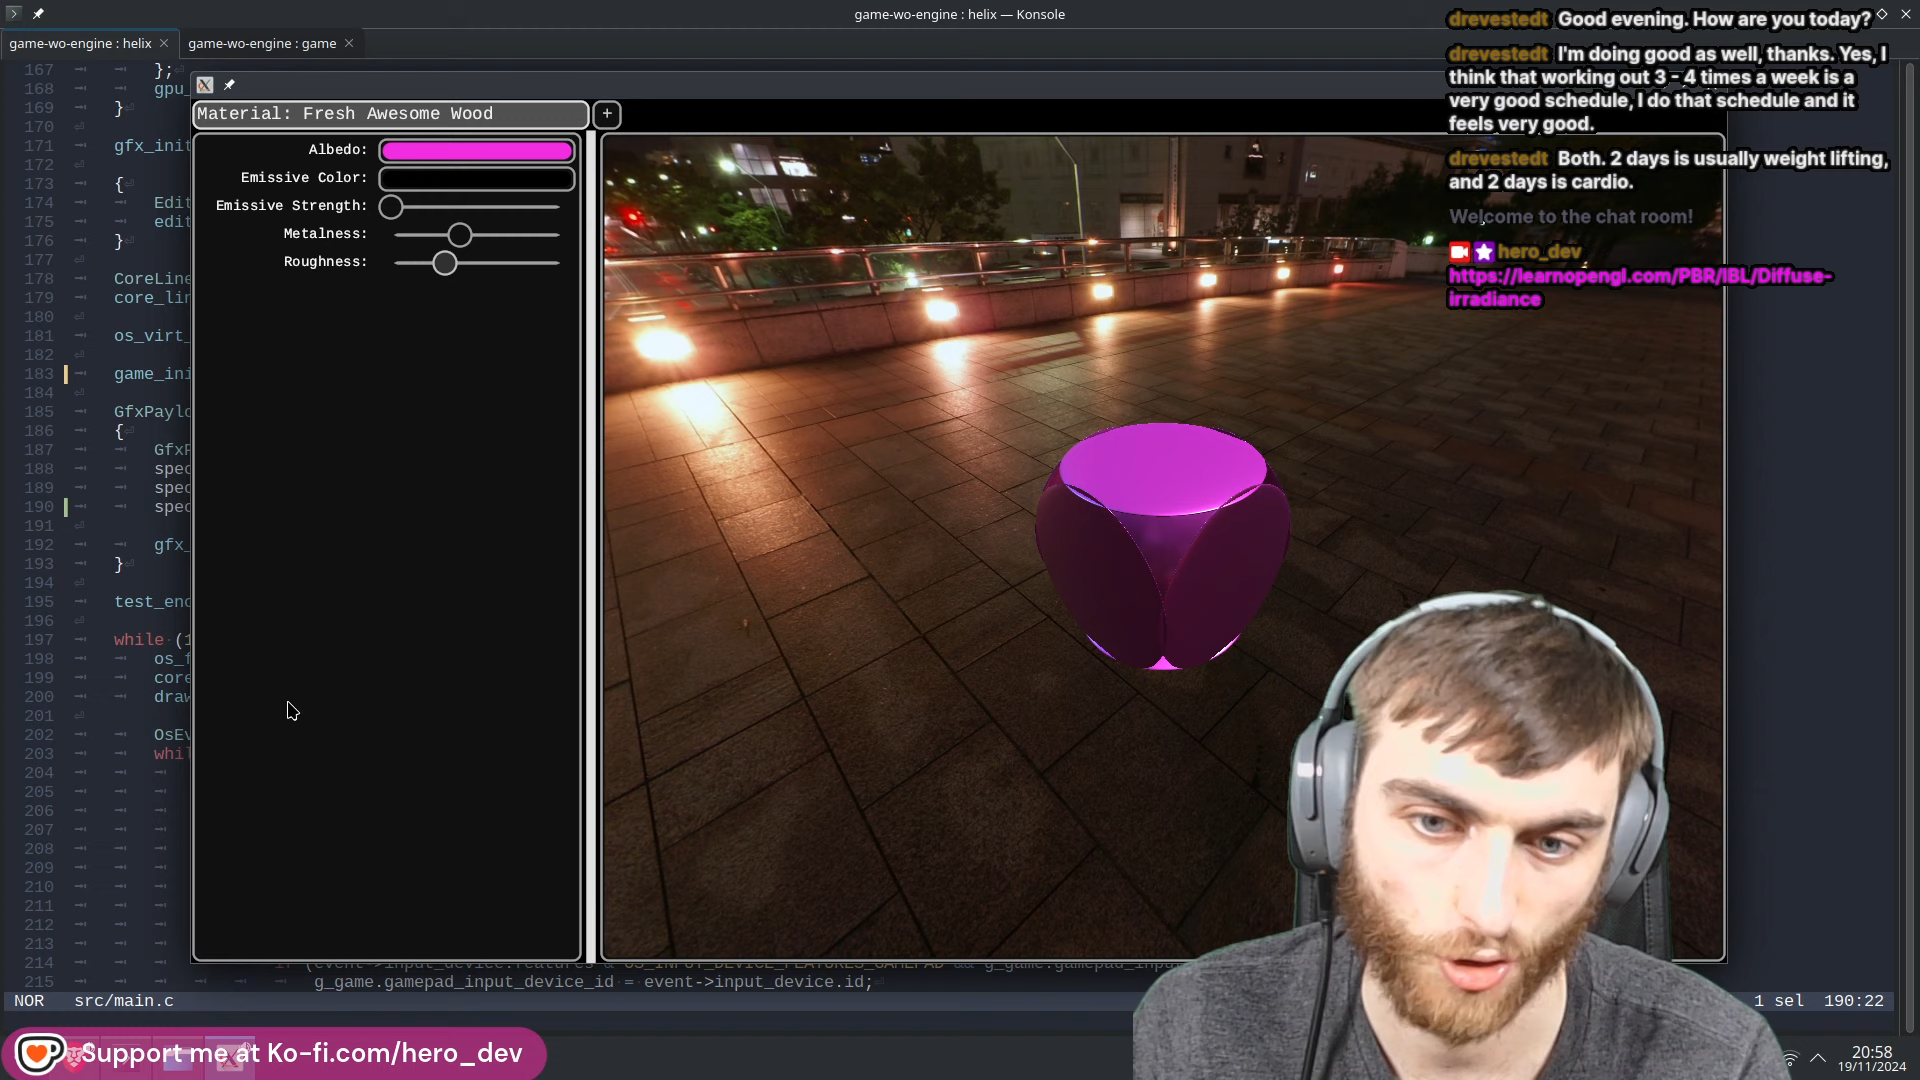 game-wo-engine : helix — Konsole
game-wo-engine : helix
game-wo-engine : game
167 };
168 gpu_
169 }
170
171 gfx_init
172
173 {
174 Edit
175 edit
176 }
177
178 CoreLine
179 core_lin
180
181 os_virt_
182
183 game_ini
184
185 GfxPaylo
186 {
187 GfxP
188 spec
189 spec
190 spec
191
192 gfx_
193 }
194
195 test_enc
196
197 while (1
198 os_f
199 core
200 draw
201
202 OsEv
203 whil
204
205
206
207
208
209
210
211
212
213
214
215 g_game.gamepad_input_device_id = event->input_device.id;
NOR src/main.c
1 sel 190:22
Material: Fresh Awesome Wood
+
Albedo:
Emissive Color:
Emissive Strength:
Metalness:
Roughness:
drevestedt Good evening. How are you today?
drevestedt I'm doing good as well, thanks. Yes, I
think that working out 3 - 4 times a week is a
very good schedule, I do that schedule and it
feels very good.
drevestedt Both. 2 days is usually weight lifting,
and 2 days is cardio.
Welcome to the chat room!
hero_dev
https://learnopengl.com/PBR/IBL/Diffuse-
irradiance
Support me at Ko-fi.com/hero_dev
20:58
19/11/2024